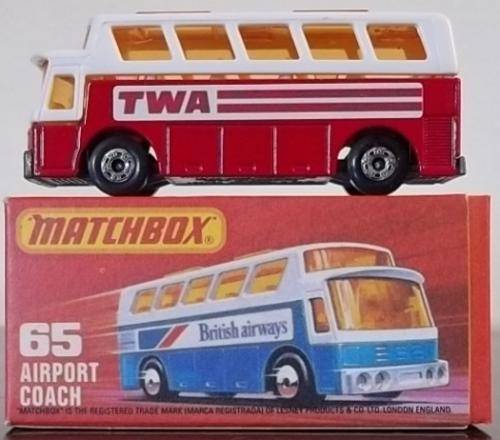 TWA
"MATCHBOX"®
British airways
65
AIRPORT
COACH
"MATCHBOX" IS THE REGISTERED TRADE MARK (MARCA REGISTRADA) OF LESNEY PRODUCTS & CO. LTD. LONDON ENGLAND